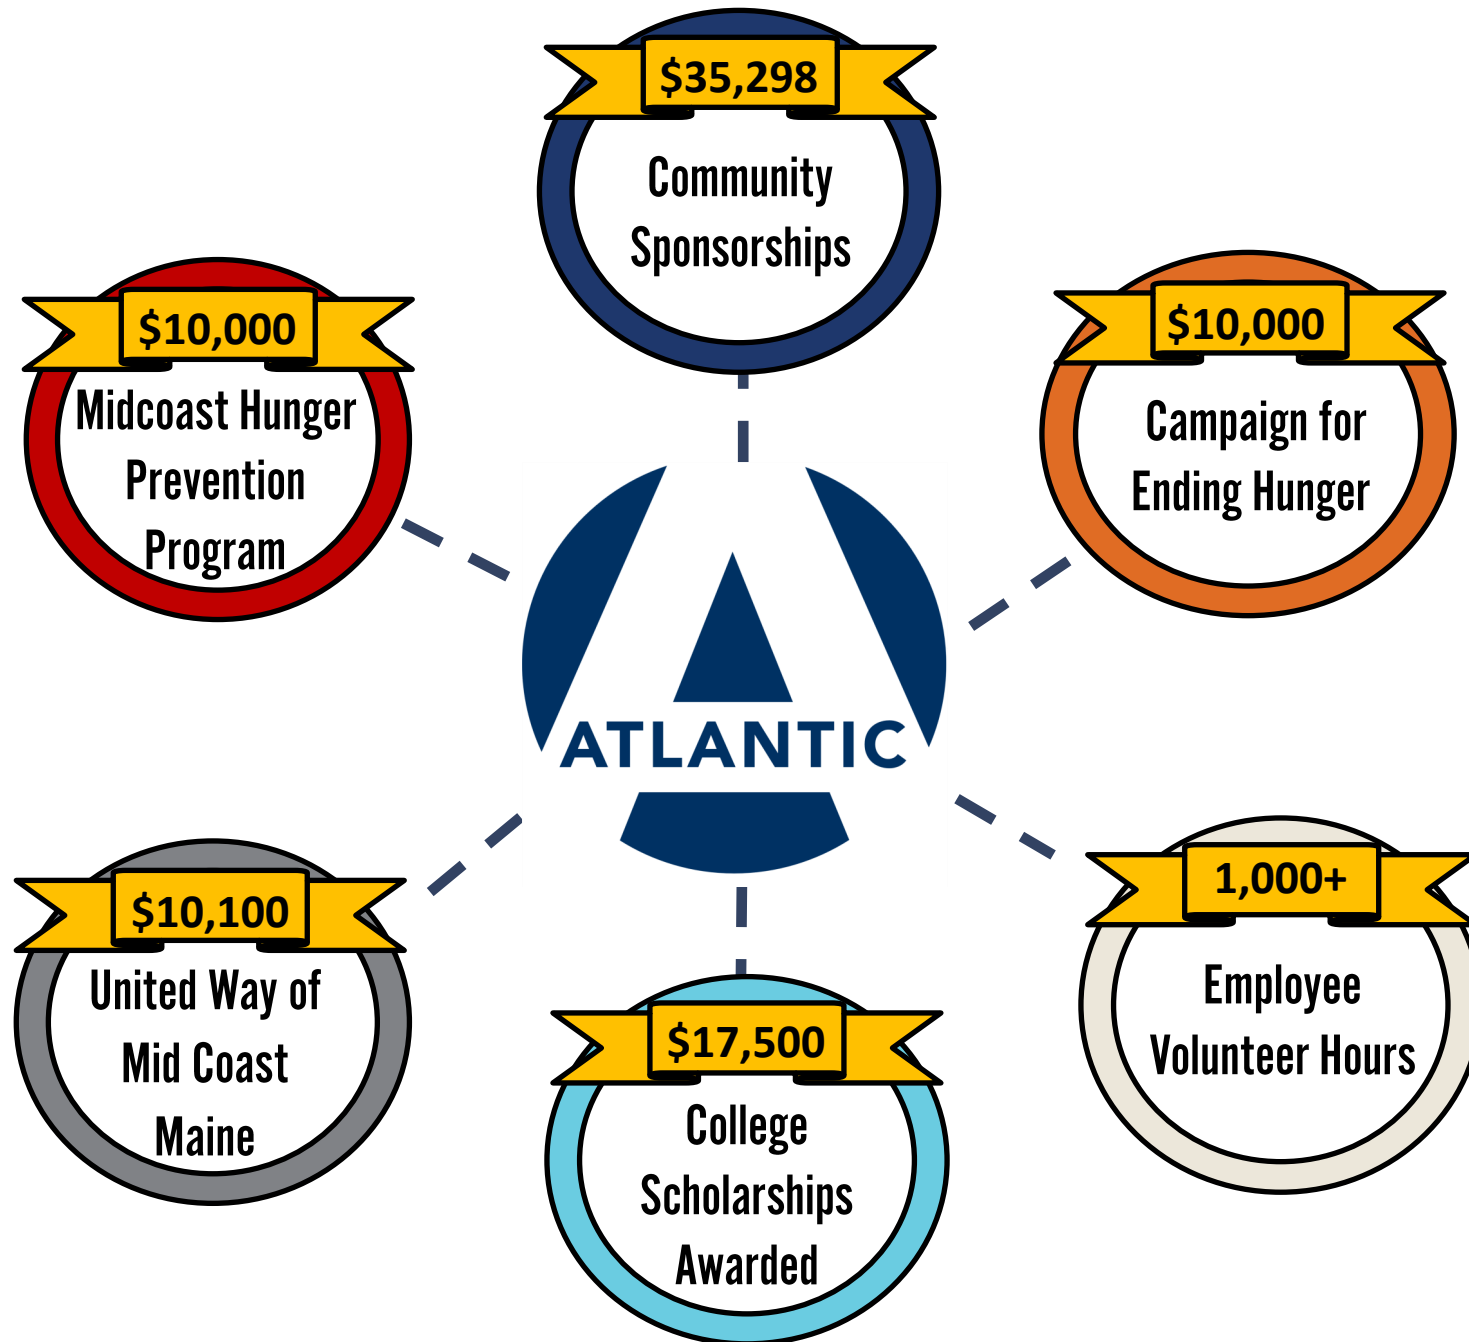 $35,298
Community
Sponsorships
$10,000
Midcoast Hunger
Prevention
Program
$10,000
Campaign for
Ending Hunger
ATLANTIC
$10,100
United Way of
Mid Coast
Maine
$17,500
College
Scholarships
Awarded
1,000+
Employee
Volunteer Hours